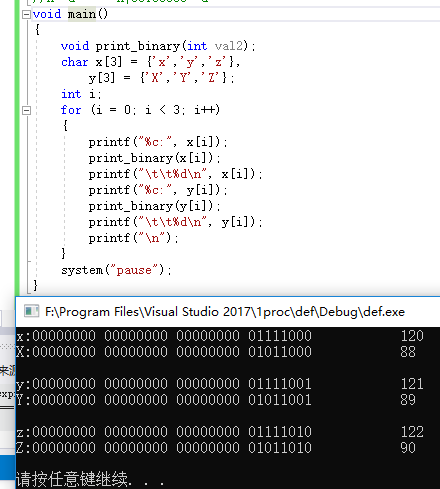 void main()
{
void print_binary(int val2);
char x[3] = {'x','y','z'},
y[3] = {'X','Y','Z'};
int i;
for (i = 0; i < 3; i++)
{
printf("%c:", x[i]);
print_binary(x[i]);
printf("\t\t%d\n", x[i]);
printf("%c:", y[i]);
print_binary(y[i]);
printf("\t\t%d\n", y[i]);
printf("\n");
}
system("pause");
}
F:\Program Files\Visual Studio 2017\1proc\def\Debug\def.exe
x:00000000 00000000 00000000 01111000 120
X:00000000 00000000 00000000 01011000 88
y:00000000 00000000 00000000 01111001 121
Y:00000000 00000000 00000000 01011001 89
z:00000000 00000000 00000000 01111010 122
Z:00000000 00000000 00000000 01011010 90
请按任意键继续. . .
来源
exp